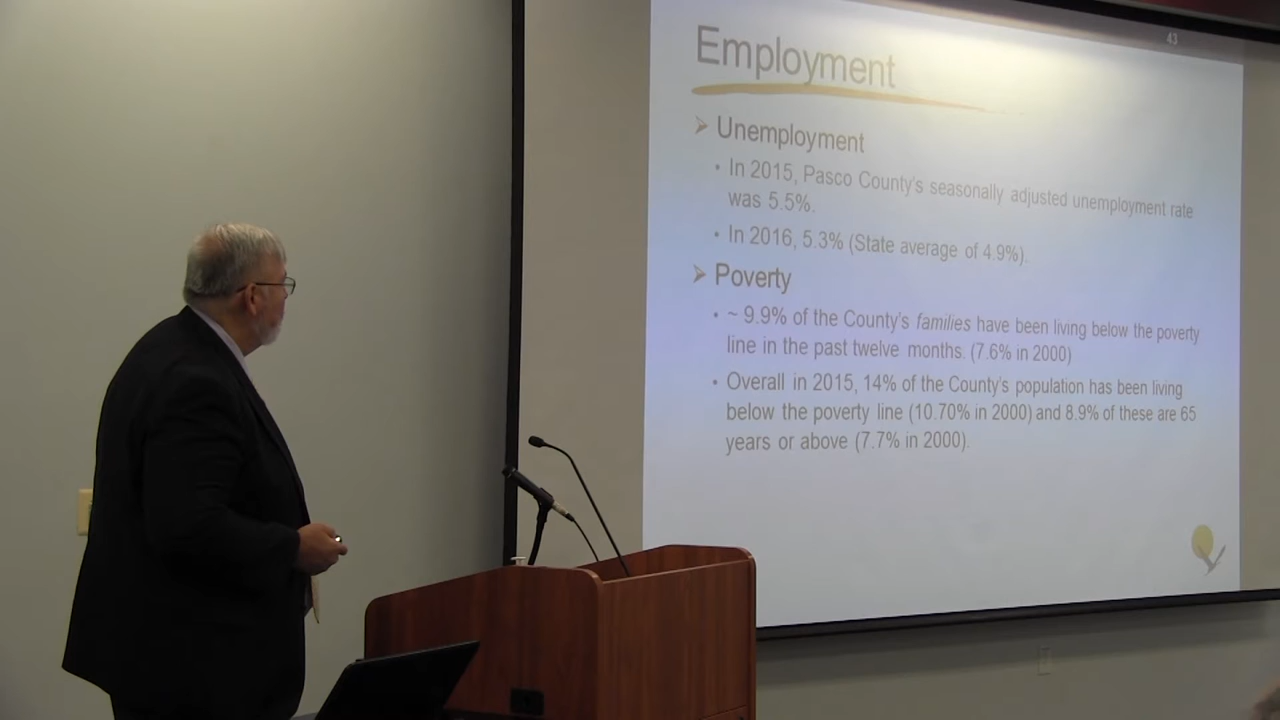 43
Employment
➢ Unemployment
• In 2015, Pasco County's seasonally adjusted unemployment rate
was 5.5%.
• In 2016, 5.3% (State average of 4.9%).
➢ Poverty
• ~ 9.9% of the County's families have been living below the poverty
line in the past twelve months. (7.6% in 2000)
• Overall in 2015, 14% of the County's population has been living
below the poverty line (10.70% in 2000) and 8.9% of these are 65
years or above (7.7% in 2000).